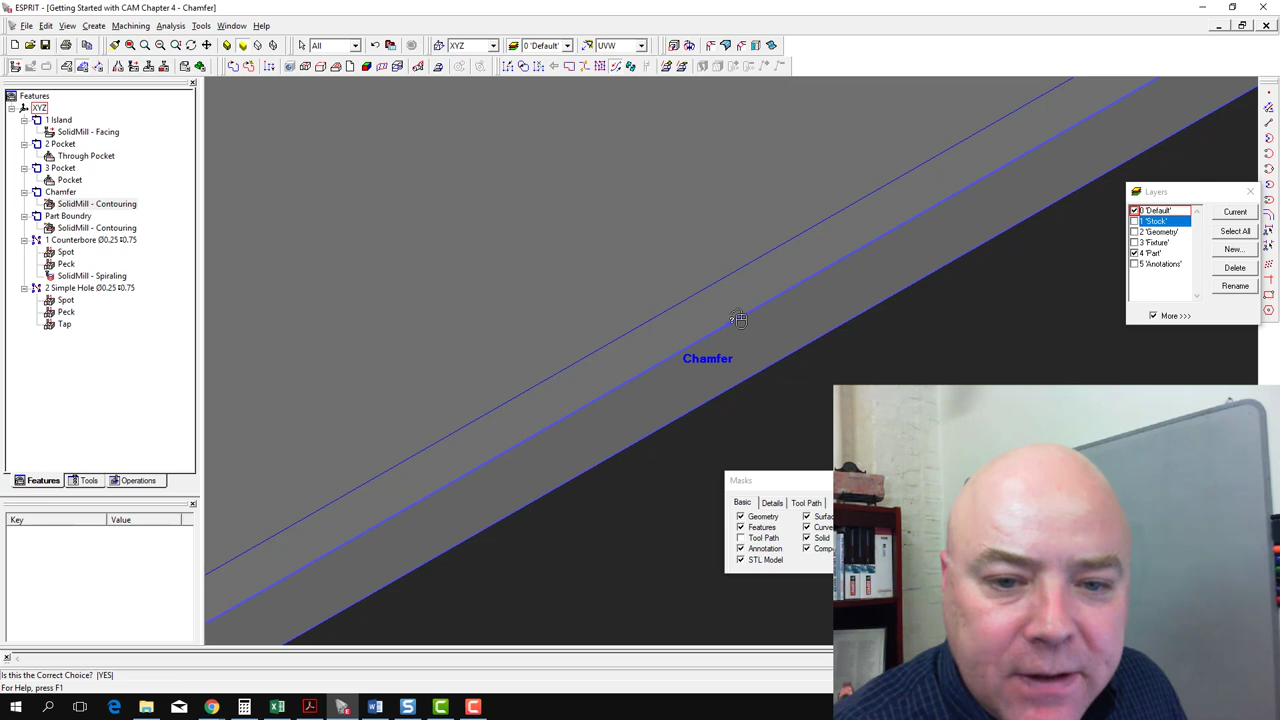 ESPRIT - [Getting Started with CAM Chapter 4 - Chamfer]
File Edit View Create Machining Analysis Tools Window Help
All XYZ 0 'Default' UVW
Features
XYZ
1 Island
SolidMill - Facing
2 Pocket
Through Pocket
3 Pocket
Pocket
Chamfer
SolidMill - Contouring
Part Boundry
SolidMill - Contouring
1 Counterbore Ø0.25 ↧0.75
Spot
Peck
SolidMill - Spiraling
2 Simple Hole Ø0.25 ↧0.75
Spot
Peck
Tap
Features Tools Operations
Key Value
Chamfer
Layers
0 'Default' Current
1 'Stock'
2 'Geometry' Select All
3 'Fixture' New...
4 'Part'
5 'Anotations' Delete
Rename
More >>>
Masks
Basic Details Tool Path
Geometry
Features
Tool Path Solid
Annotation
STL Model
Is this the Correct Choice? |YES|
For Help, press F1